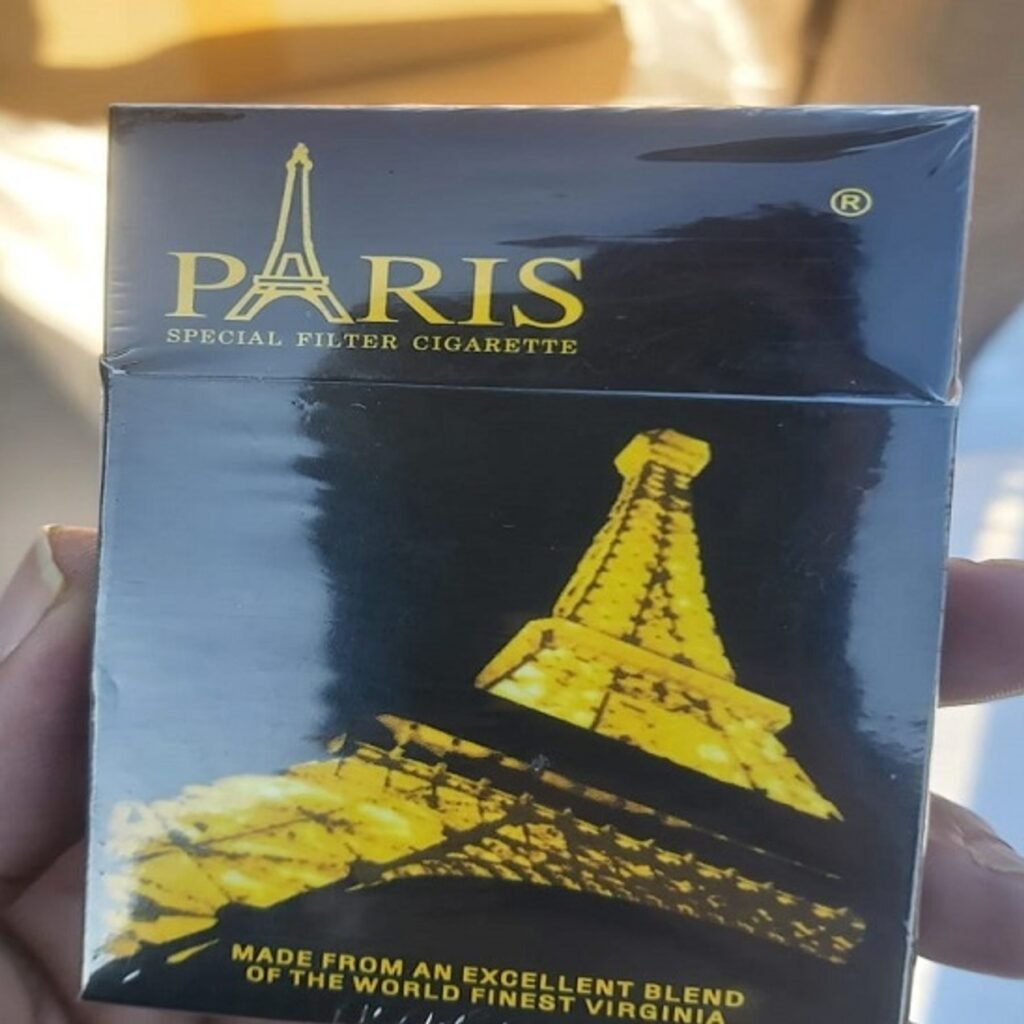 ®
PARIS
SPECIAL FILTER CIGARETTE
MADE FROM AN EXCELLENT BLEND
OF THE WORLD FINEST VIRGINIA